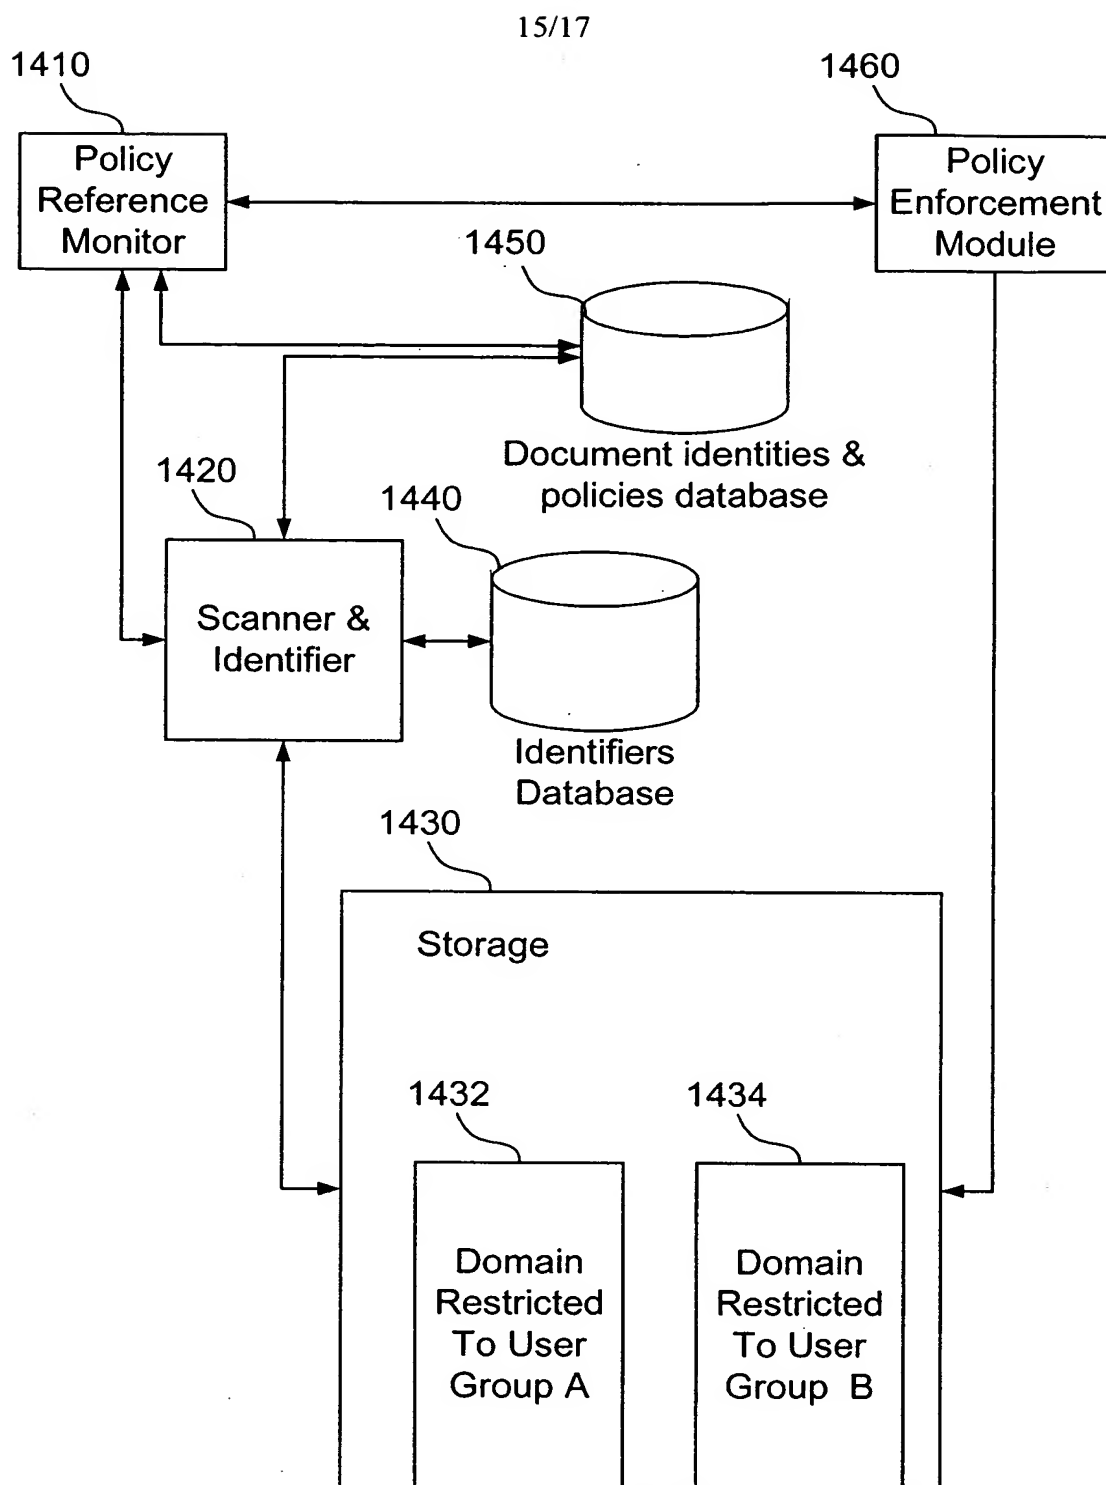 15/17
1410
1460
Policy
Reference
Monitor
Policy
Enforcement
Module
1450
Document identities &
policies database
1420
1440
Scanner &
Identifier
Identifiers
Database
1430
Storage
1432
1434
Domain
Restricted
To User
Group A
Domain
Restricted
To User
Group B